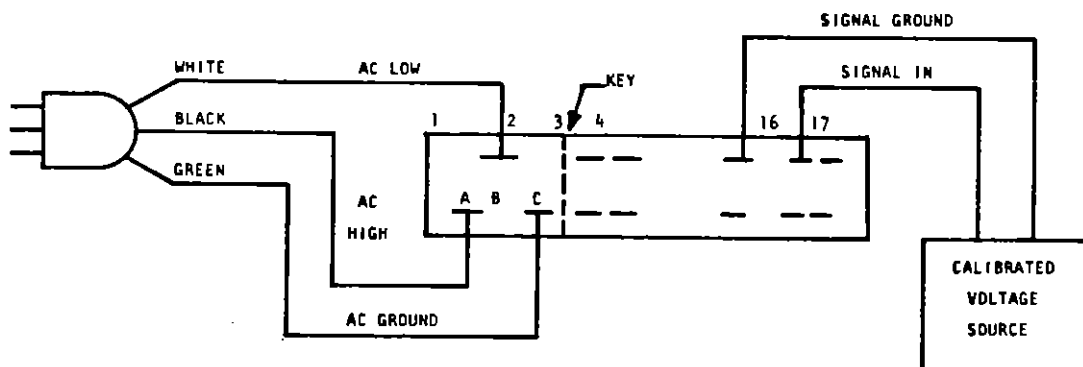 SIGNAL GROUND
WHITE AC LOW
SIGNAL IN
KEY
BLACK
1 2 3 4 16 17
GREEN
A B C
AC
HIGH
AC GROUND
CALIBRATED
VOLTAGE
SOURCE